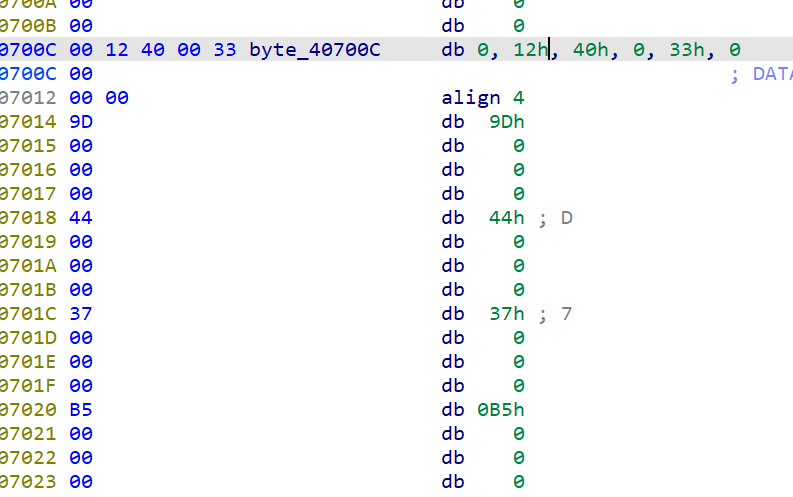 0700A 00 db 0
0700B 00 db 0
0700C 00 12 40 00 33 byte_40700C db 0, 12h, 40h, 0, 33h, 0
0700C 00 ; DATA
07012 00 00 align 4
07014 9D db 9Dh
07015 00 db 0
07016 00 db 0
07017 00 db 0
07018 44 db 44h ; D
07019 00 db 0
0701A 00 db 0
0701B 00 db 0
0701C 37 db 37h ; 7
0701D 00 db 0
0701E 00 db 0
0701F 00 db 0
07020 B5 db 0B5h
07021 00 db 0
07022 00 db 0
07023 00 db 0